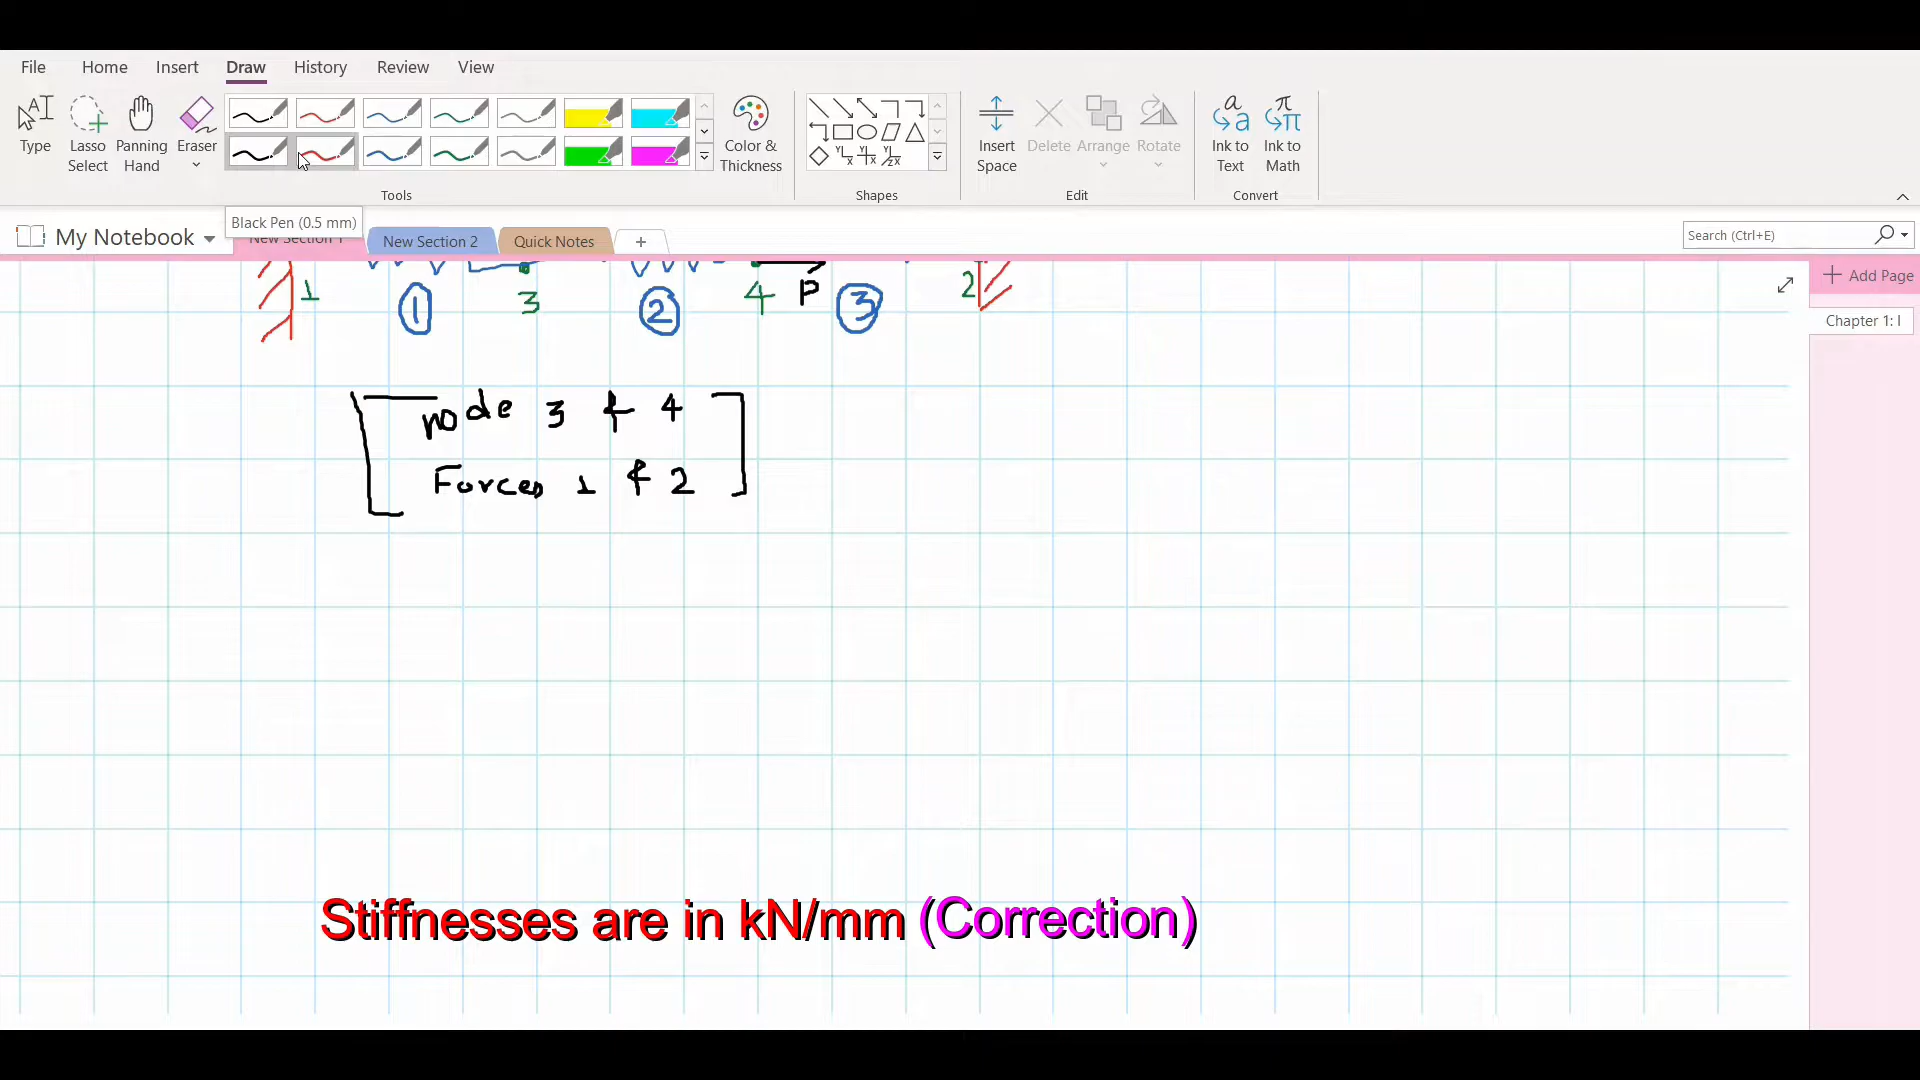 File Home Insert Draw History Review View
Type
Lasso Select
Panning Hand
Eraser
Color & Thickness
Insert Space
Delete
Arrange
Rotate
Ink to Text
Ink to Math
Tools
Shapes
Edit
Convert
Black Pen (0.5 mm)
My Notebook
New Section 1
New Section 2
Quick Notes
Search (Ctrl+E)
Add Page
Chapter 1: I
1 ① 3 ② 4 P ③ 2
node 3 & 4
Forces 1 & 2
Stiffnesses are in kN/mm (Correction)